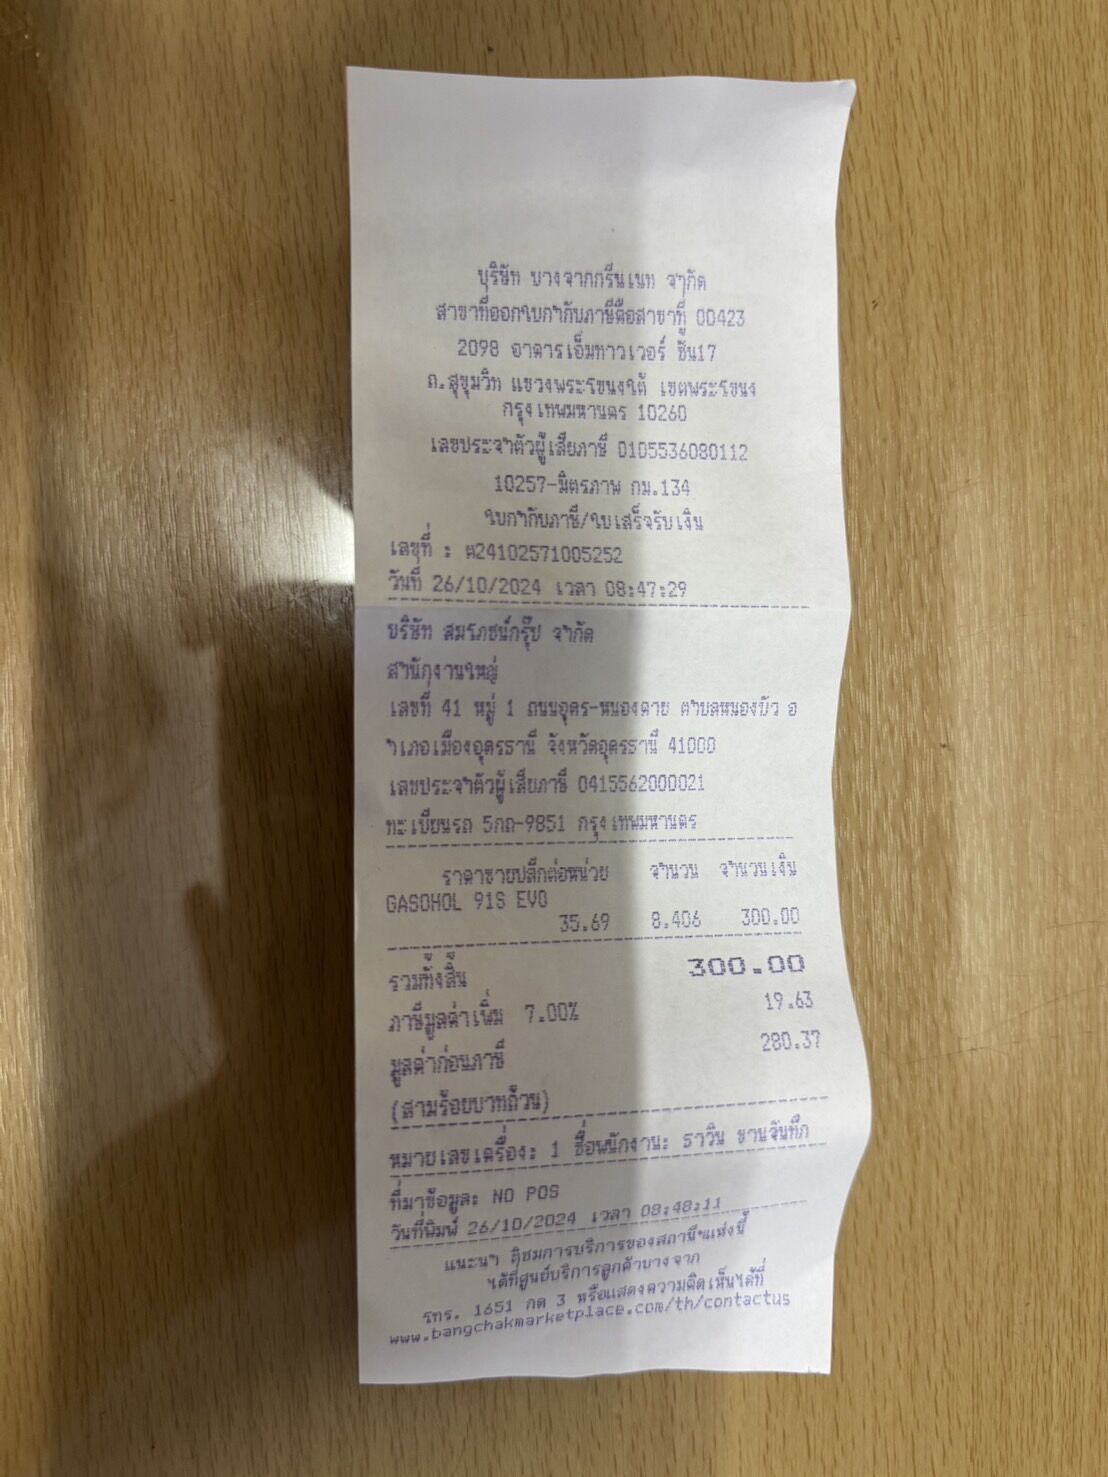 บริษัท บางจากกรีนเนท จำกัด
สาขาที่ออกใบกำกับภาษีคือสาขาที่ 00423
2098 อาคารเอ็มทาวเวอร์ ชั้น17
ถ.สุขุมวิท แขวงพระโขนงใต้ เขตพระโขนง
กรุงเทพมหานคร 10260
เลขประจำตัวผู้เสียภาษี 0105536080112
10257-มิตรภาพ กม.134
ใบกำกับภาษี/ใบเสร็จรับเงิน
เลขที่ : ต24102571005252
วันที่ 26/10/2024 เวลา 08:47:29
บริษัท สมโภชน์กรุ๊ป จำกัด
สำนักงานใหญ่
เลขที่ 41 หมู่ 1 ถนนอุดร-หนองคาย ตำบลหนองบัว อ
ำเภอเมืองอุดรธานี จังหวัดอุดรธานี 41000
เลขประจำตัวผู้เสียภาษี 0415562000021
ทะเบียนรถ 5กถ-9851 กรุงเทพมหานคร
ราคาขายปลีกต่อหน่วย จำนวน จำนวนเงิน
GASOHOL 91S EVO
35.69 8.406 300.00
รวมทั้งสิ้น 300.00
ภาษีมูลค่าเพิ่ม 7.00% 19.63
มูลค่าก่อนภาษี 280.37
(สามร้อยบาทถ้วน)
หมายเลขเครื่อง: 1 ชื่อพนักงาน: ราวิน ขานจันทึก
ที่มาข้อมูล: NO POS
วันที่พิมพ์ 26/10/2024 เวลา 08:48:11
แนะนำ ติชมการบริการของสถานีฯแห่งนี้
ได้ที่ศูนย์บริการลูกค้าบางจาก
โทร. 1651 กด 3 หรือแสดงความคิดเห็นได้ที่
www.bangchakmarketplace.com/th/contactus